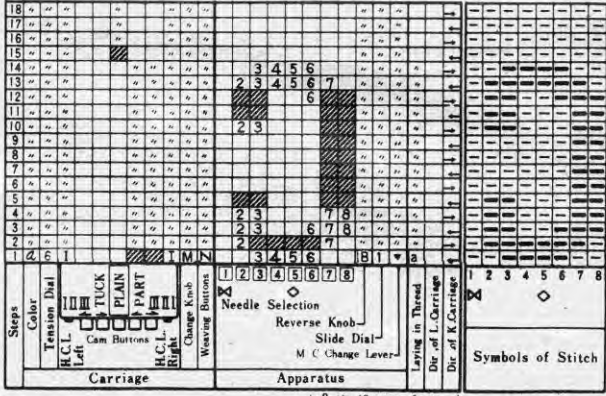 18 〃 〃 〃 〃 〃 〃 〃 〃 〃
17 〃 〃 〃 〃 〃 〃 〃 〃 〃
16 〃 〃 〃 〃 〃 〃 〃 〃 〃
15 〃 〃 〃 〃 〃 〃 〃 〃 〃
14 〃 〃 〃 〃 〃 〃 〃 〃 3 4 5 6 〃 〃 〃 〃
13 〃 〃 〃 〃 〃 〃 〃 〃 2 3 4 5 6 7 〃 〃 〃 〃
12 〃 〃 〃 〃 〃 〃 〃 〃 6 〃 〃 〃
11 〃 〃 〃 〃 〃 〃 〃 〃 〃 〃 〃
10 〃 〃 〃 〃 〃 〃 〃 〃 2 3 〃 〃 〃
9 〃 〃 〃 〃 〃 〃 〃 〃 〃 〃 〃
8 〃 〃 〃 〃 〃 〃 〃 〃 〃 〃 〃
7 〃 〃 〃 〃 〃 〃 〃 〃 〃 〃 〃
6 〃 〃 〃 〃 〃 〃 〃 〃 〃 〃 〃
5 〃 〃 〃 〃 〃 〃 〃 〃 〃 〃 〃
4 〃 〃 〃 〃 〃 〃 〃 〃 2 3 7 8 〃 〃 〃
3 〃 〃 〃 〃 〃 〃 〃 〃 2 3 6 7 8 〃 〃 〃
2 〃 〃 〃 〃 〃 〃 〃 〃 2 7 〃 〃 〃
1 a 6 I I M N 3 4 5 6 B 1 ▾ a
1 2 3 4 5 6 7 8
1 2 3 4 5 6 7 8
Steps
Color
Tension Dial
H.C.L. Left
I II III
TUCK
PLAIN
PART
III II I
H.C.L. Right
Cam Buttons
Change Knob
Weaving Buttons
Needle Selection
Reverse Knob
Slide Dial
M C Change Lever
Laying in Thread
Dir. of L.Carriage
Dir. of K.Carriage
Symbols of Stitch
Carriage
Apparatus